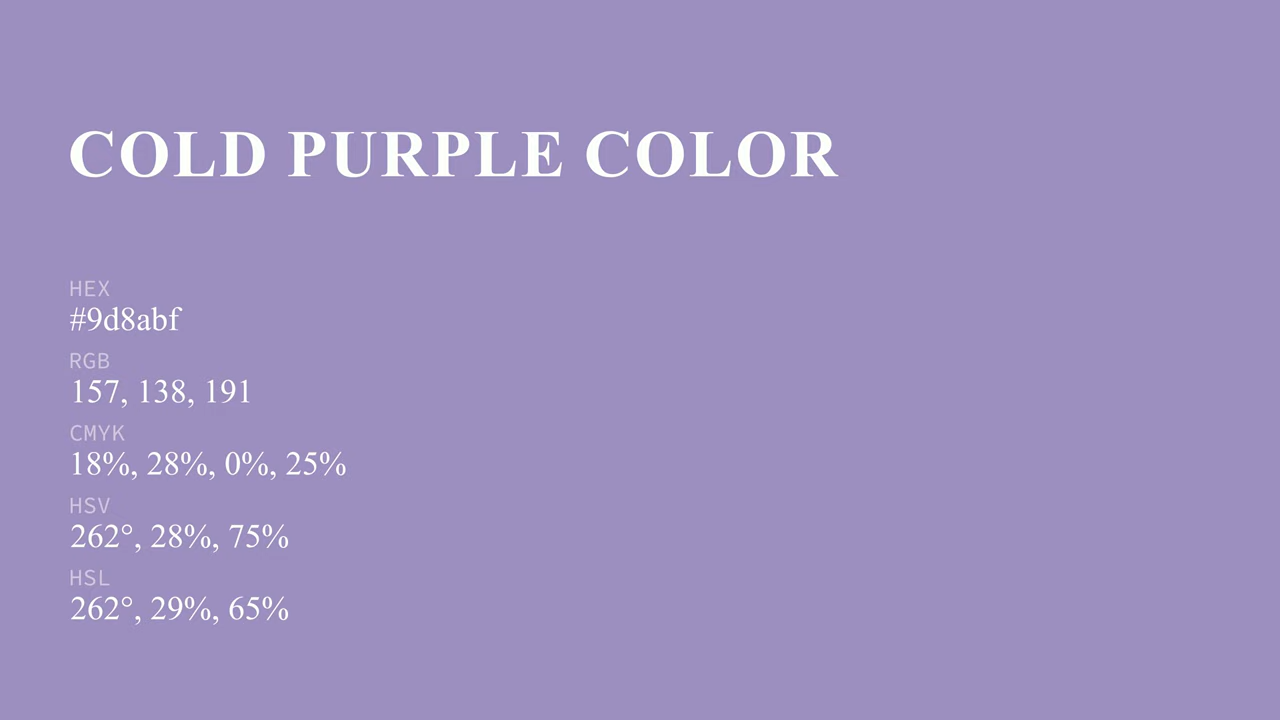 COLD PURPLE COLOR
HEX
#9d8abf
RGB
157, 138, 191
CMYK
18%, 28%, 0%, 25%
HSV
262°, 28%, 75%
HSL
262°, 29%, 65%